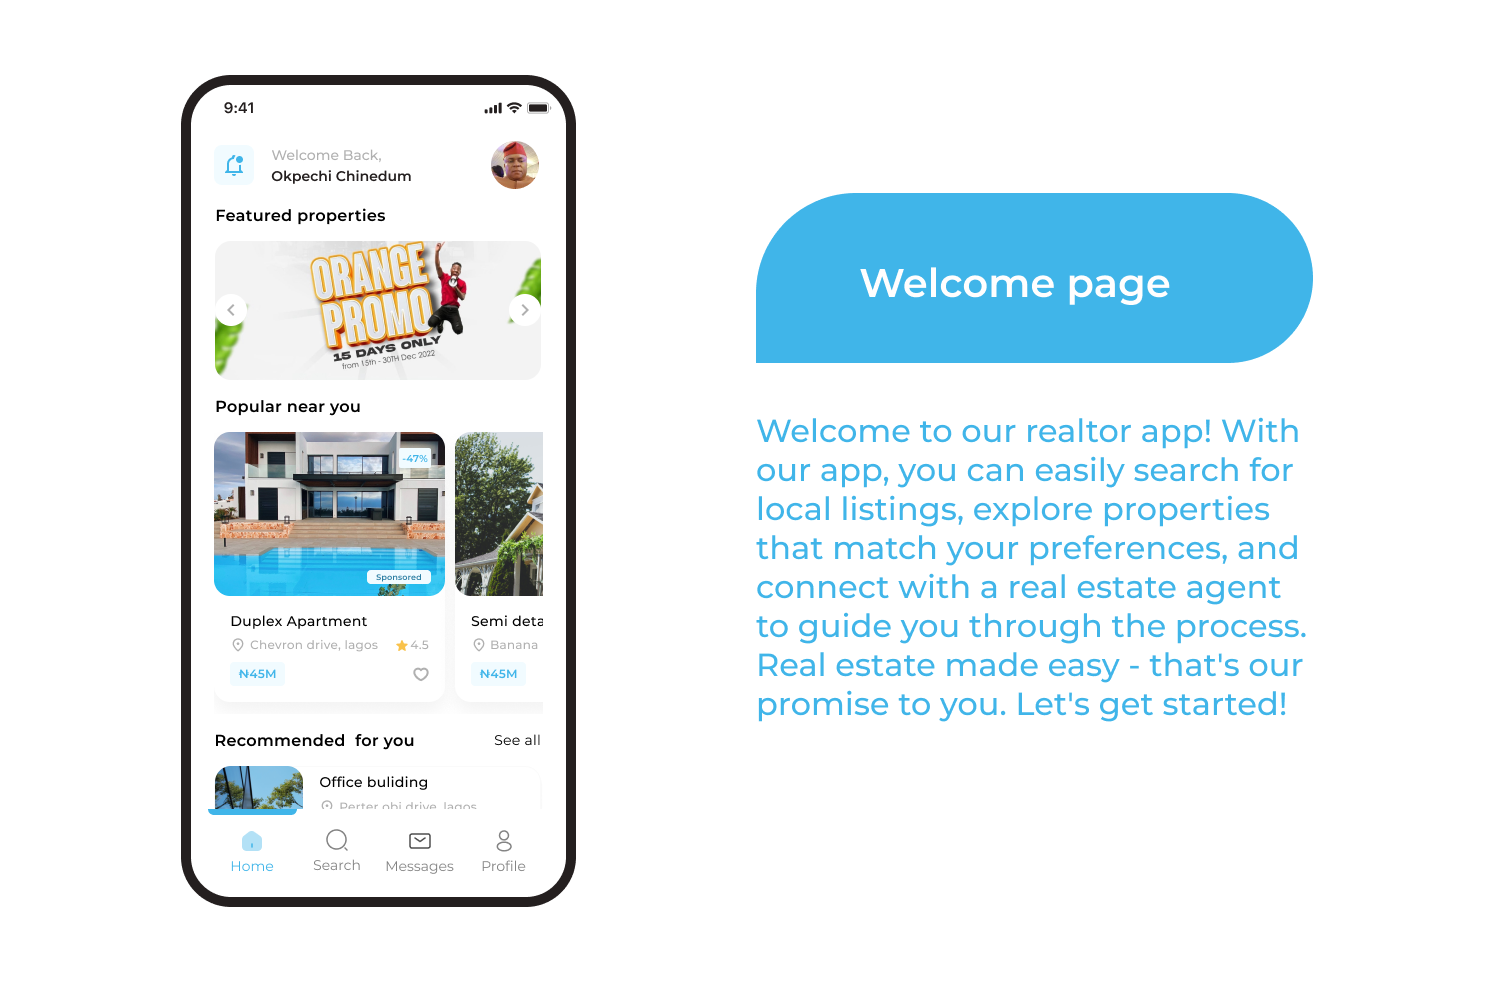 9:41
Welcome Back,
Okpechi Chinedum
Featured properties
ORANGE
PROMO
15 DAYS ONLY
from 15th - 30TH Dec 2022
Popular near you
-47%
Sponsored
Duplex Apartment
Chevron drive, lagos
4.5
₦45M
Semi deta
Banana
₦45M
Recommended for you
See all
Office buliding
Perter obi drive, lagos
Home
Search
Messages
Profile
Welcome page
Welcome to our realtor app! With
our app, you can easily search for
local listings, explore properties
that match your preferences, and
connect with a real estate agent
to guide you through the process.
Real estate made easy - that's our
promise to you. Let's get started!